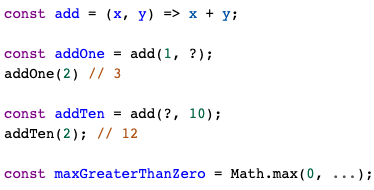 const add = (x, y) => x + y;
const addOne = add(1, ?);
addOne(2) // 3
const addTen = add(?, 10);
addTen(2); // 12
const maxGreaterThanZero = Math.max(0, ...);